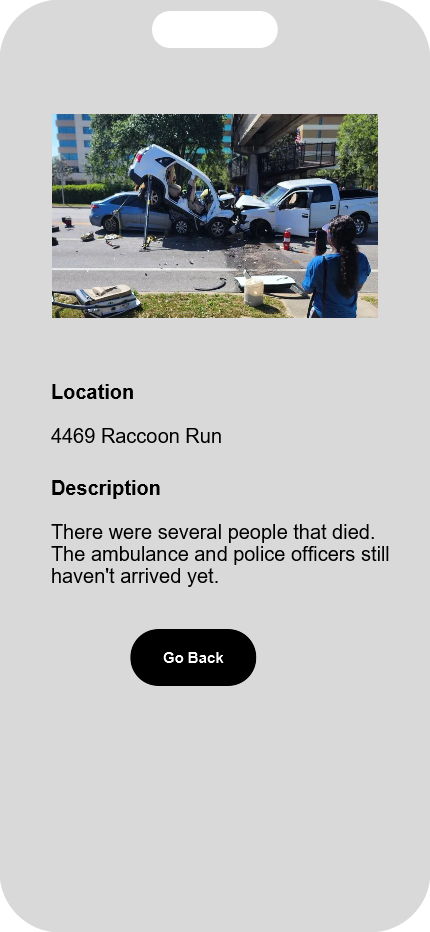 Location
4469 Raccoon Run
Description
There were several people that died.
The ambulance and police officers still
haven't arrived yet.
Go Back